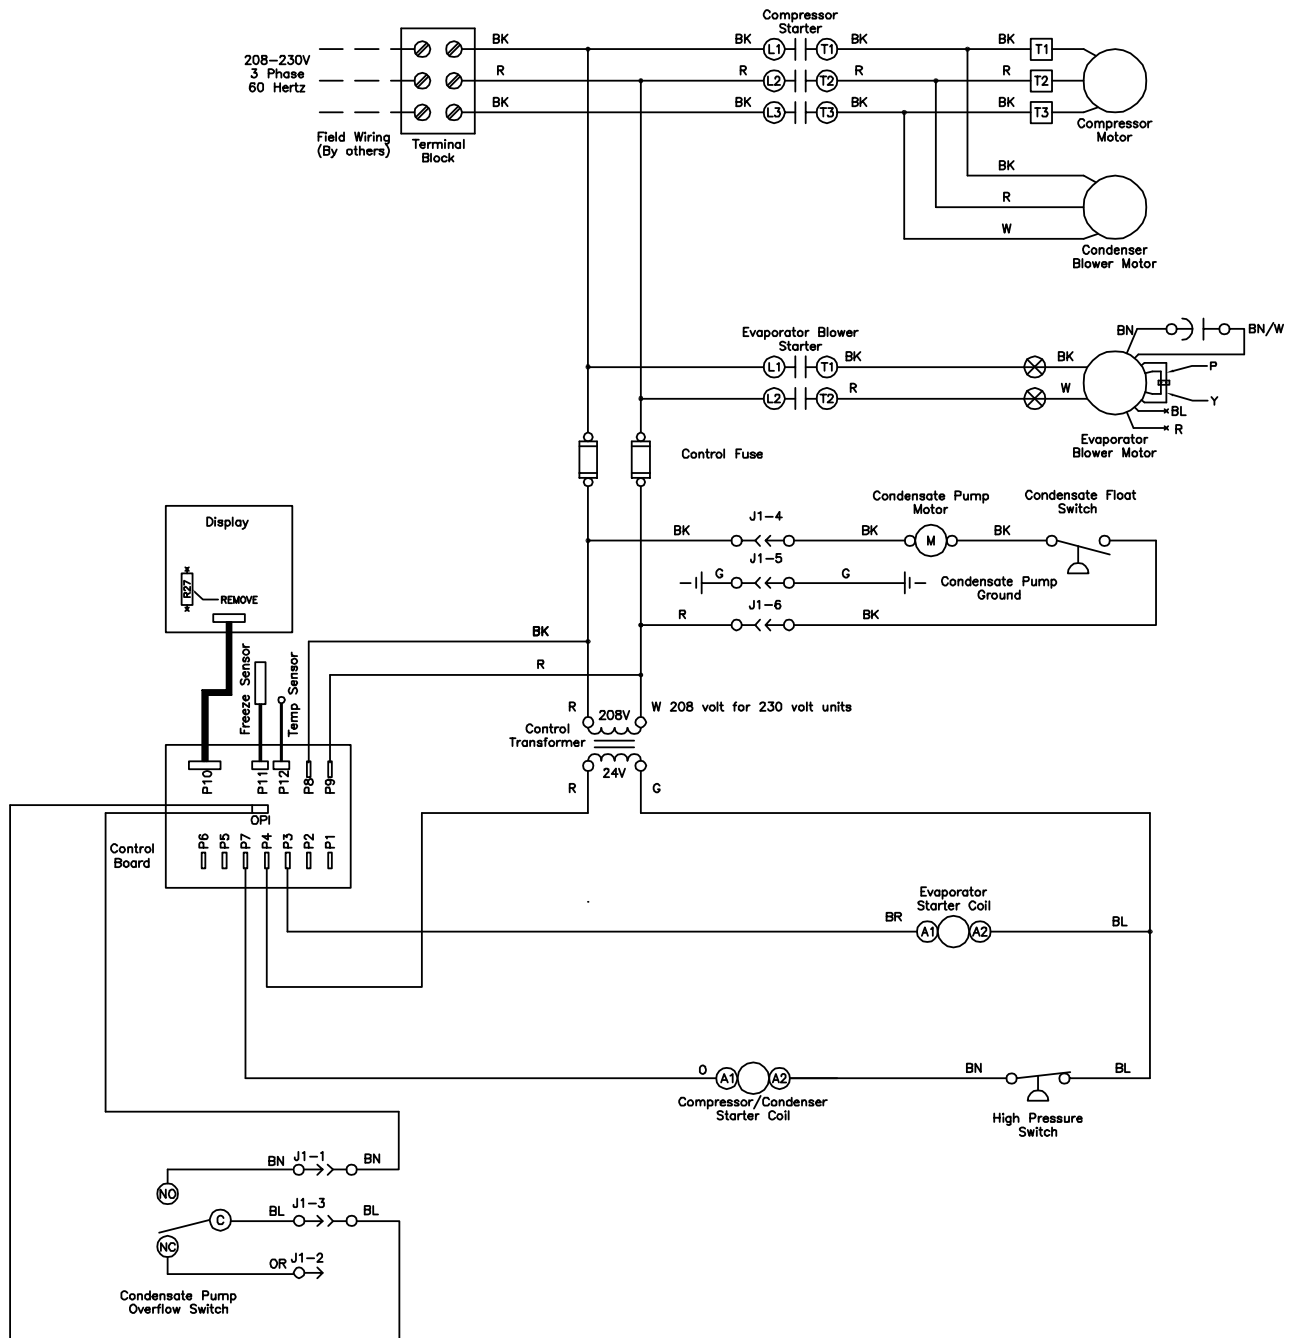 Compressor
Starter
BK BK L1 T1 BK BK T1
208-230V
3 Phase
60 Hertz
R R L2 T2 R R T2
BK BK L3 T3 BK BK T3
Field Wiring
(By others)
Terminal
Block
Compressor
Motor
BK
R
W
Condenser
Blower Motor
Evaporator Blower
Starter
L1 T1 BK BK
L2 T2 R W
BN BN/W
P
Y
BL
R
Evaporator
Blower Motor
Control Fuse
Condensate Pump
Motor
Condensate Float
Switch
BK J1-4 BK M BK
G J1-5 G
Condensate Pump
Ground
R J1-6 BK
Display
R27
REMOVE
BK
R
Freeze Sensor
Temp Sensor
R W 208 volt for 230 volt units
208V
Control
Transformer
24V
R G
P10 P11 P12 P8 P9
OPI
P6 P5 P7 P4 P3 P2 P1
Control
Board
Evaporator
Starter Coil
BR A1 A2 BL
O A1 A2 BN BL
Compressor/Condenser
Starter Coil
High Pressure
Switch
BN J1-1 BN
NO
C BL J1-3 BL
NC
OR J1-2
Condensate Pump
Overflow Switch